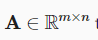 𝐀 ∈ ℝ^{m×n}